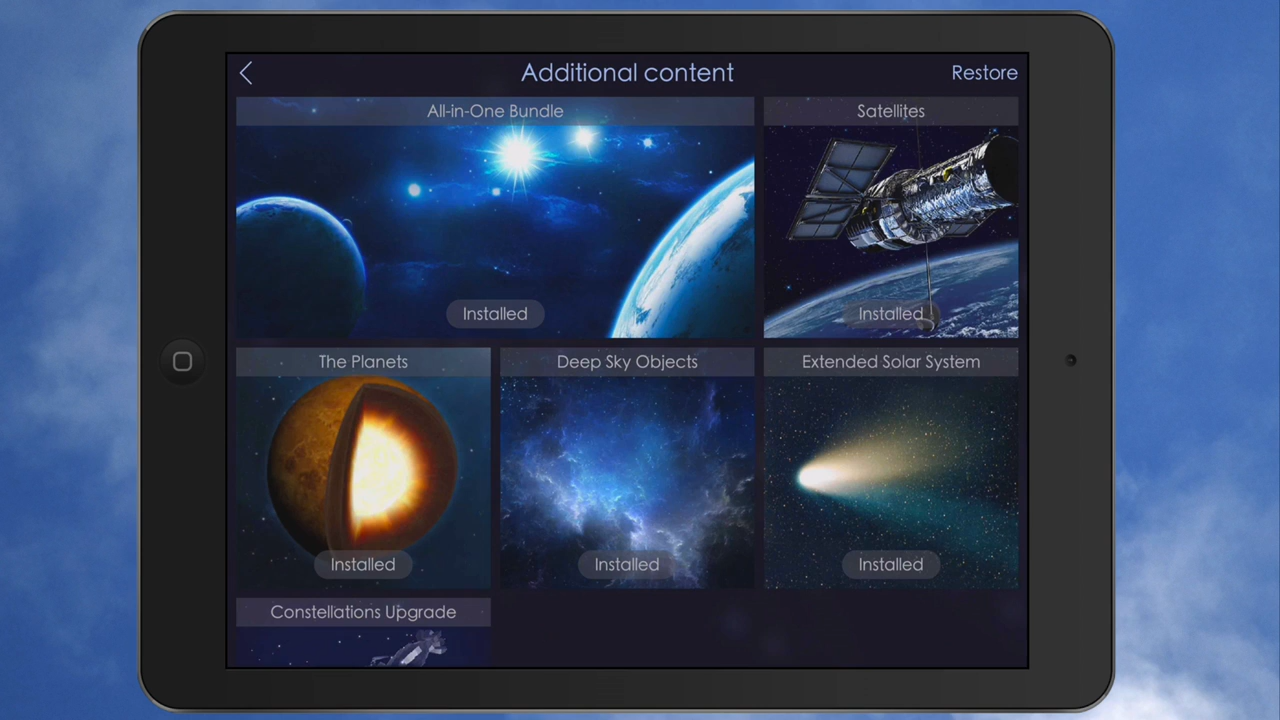 Additional content
Restore
All-in-One Bundle
Satellites
Installed
Installed
The Planets
Deep Sky Objects
Extended Solar System
Installed
Installed
Installed
Constellations Upgrade